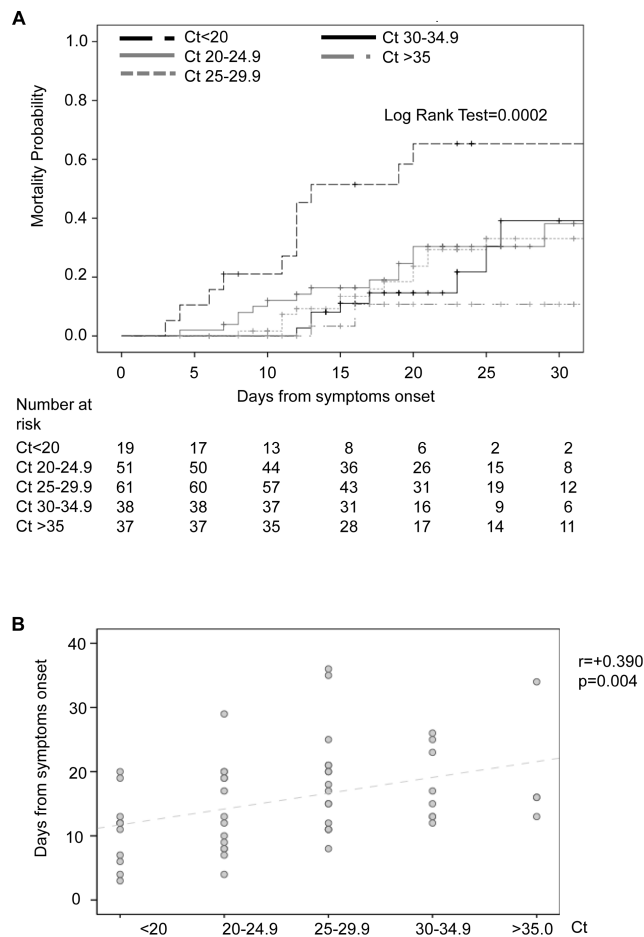 A
1.0
0.8
0.6
0.4
0.2
0.0
Mortality Probability
Ct<20
Ct 20-24.9
Ct 25-29.9
Ct 30-34.9
Ct >35
Log Rank Test=0.0002
0 5 10 15 20 25 30
Days from symptoms onset
Number at
risk
Ct<20 19 17 13 8 6 2 2
Ct 20-24.9 51 50 44 36 26 15 8
Ct 25-29.9 61 60 57 43 31 19 12
Ct 30-34.9 38 38 37 31 16 9 6
Ct >35 37 37 35 28 17 14 11
B
40
30
20
10
0
Days from symptoms onset
r=+0.390
p=0.004
<20 20-24.9 25-29.9 30-34.9 >35.0 Ct